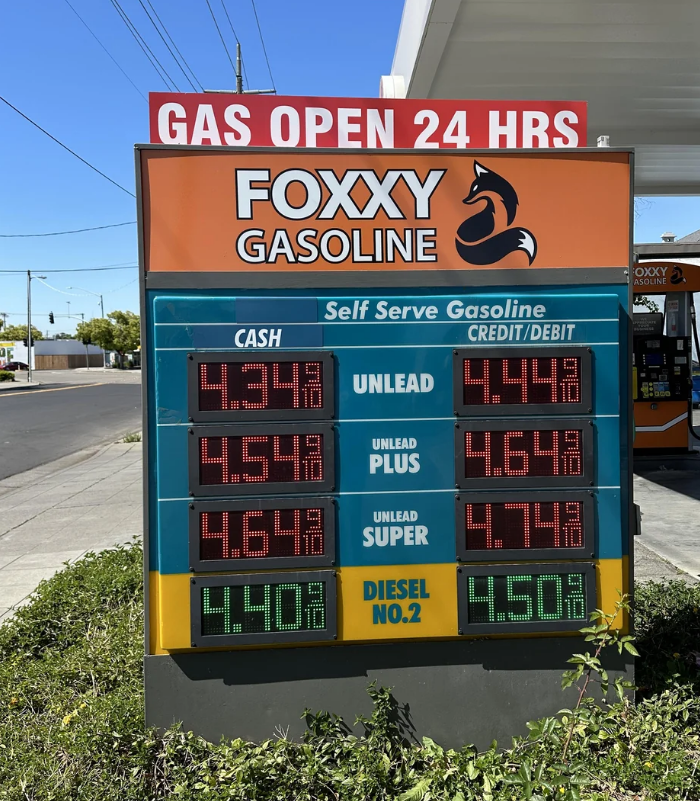 GAS OPEN 24 HRS
FOXXY
GASOLINE
Self Serve Gasoline
CASH
CREDIT/DEBIT
4.34 9/10 UNLEAD 4.44 9/10
4.54 9/10 UNLEAD PLUS 4.64 9/10
4.64 9/10 UNLEAD SUPER 4.74 9/10
4.40 9/10 DIESEL NO.2 4.50 9/10
FOXXY
GASOLINE